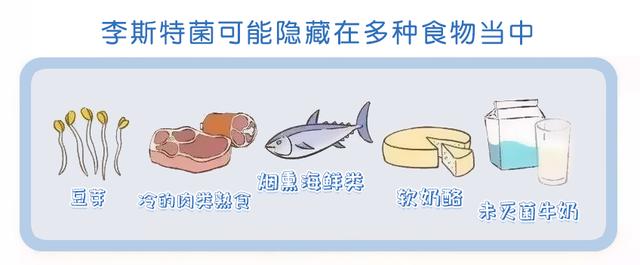 李斯特菌可能隐藏在多种食物当中
豆芽
冷的肉类熟食
烟熏海鲜类
软奶酪
未灭菌牛奶